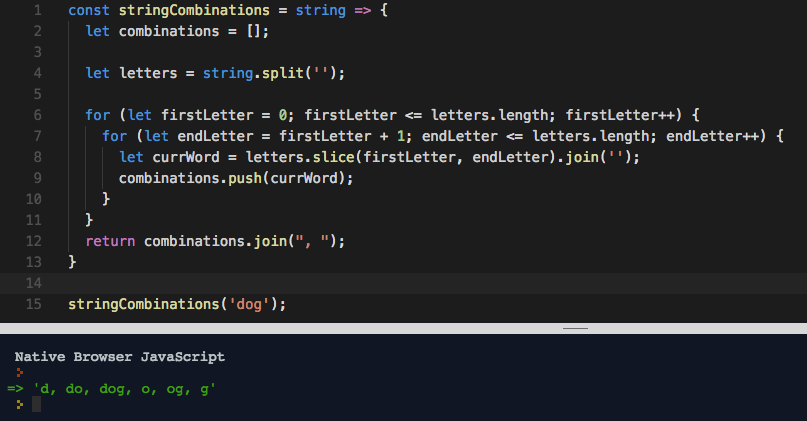 1 const stringCombinations = string => {
2 let combinations = [];
3
4 let letters = string.split('');
5
6 for (let firstLetter = 0; firstLetter <= letters.length; firstLetter++) {
7 for (let endLetter = firstLetter + 1; endLetter <= letters.length; endLetter++) {
8 let currWord = letters.slice(firstLetter, endLetter).join('');
9 combinations.push(currWord);
10 }
11 }
12 return combinations.join(", ");
13 }
14
15 stringCombinations('dog');
Native Browser JavaScript
=> 'd, do, dog, o, og, g'